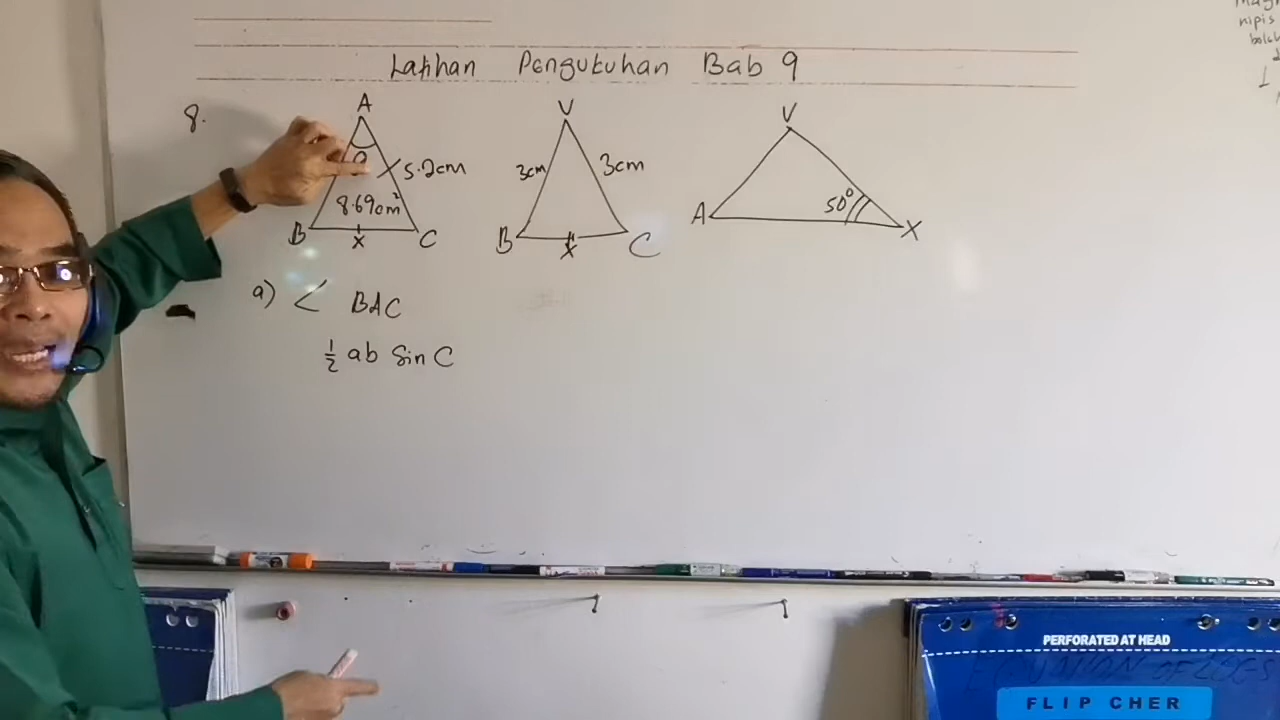 Latihan Pengukuhan Bab 9
8.
A
5.2cm
8.69cm²
B
X
C
V
3cm
3cm
B
X
C
V
A
50°
X
a) < BAC
½ ab Sin C
nipis
PERFORATED AT HEAD
FLIP CHER